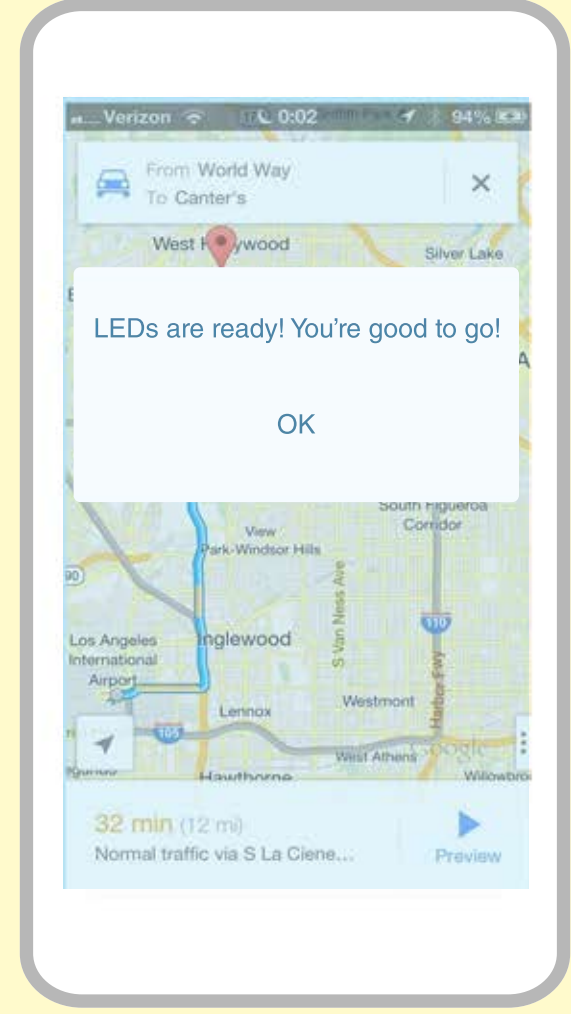 Verizon
0:02
94%
From World Way
To Canter's
Silver Lake
LEDs are ready! You're good to go!
OK
South Figueroa
Corridor
View
Park-Windsor Hills
90
S Van Ness Ave
110
Los Angeles
International
Airport
Inglewood
Harbor Fwy
Westmont
Lennox
105
West Athens
Google
Hawthorne
Willowbro
32 min (12 mi)
Normal traffic via S La Ciene...
Preview